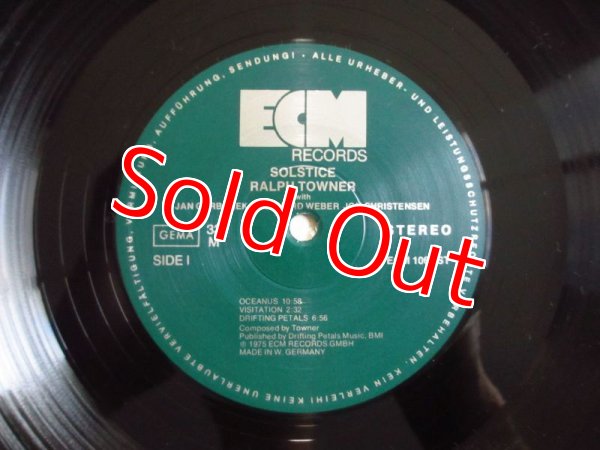 ECM
RECORDS
SOLSTICE
RALPH TOWNER
with
JAN WEBER CHRISTENSEN
GEMA STEREO
M
SIDE I
OCEANUS 10:58
VISITATION 2:32
DRIFTING PETALS 6:56
Composed by Towner
Published by Drifting Petals Music, BMI
℗ 1975 ECM RECORDS GMBH
MADE IN W. GERMANY
AUFFÜHRUNG, SENDUNG! · ALLE URHEBER- UND LEISTUNGSSCHUTZRECHTE VORBEHALTEN. KEIN VERLEIH! KEINE UNERLAUBTE VERVIELFÄLTIGUNG,
Sold Out